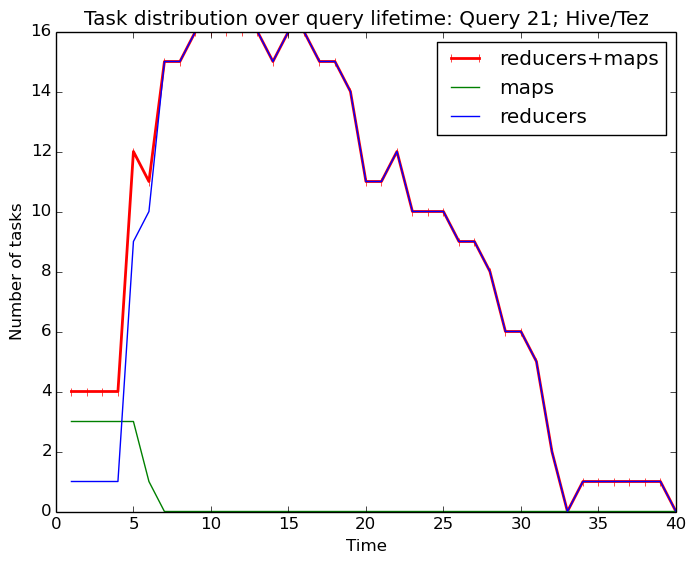 Task distribution over query lifetime: Query 21; Hive/Tez
16
14
12
10
8
6
4
2
0
Number of tasks
reducers+maps
maps
reducers
0 5 10 15 20 25 30 35 40
Time